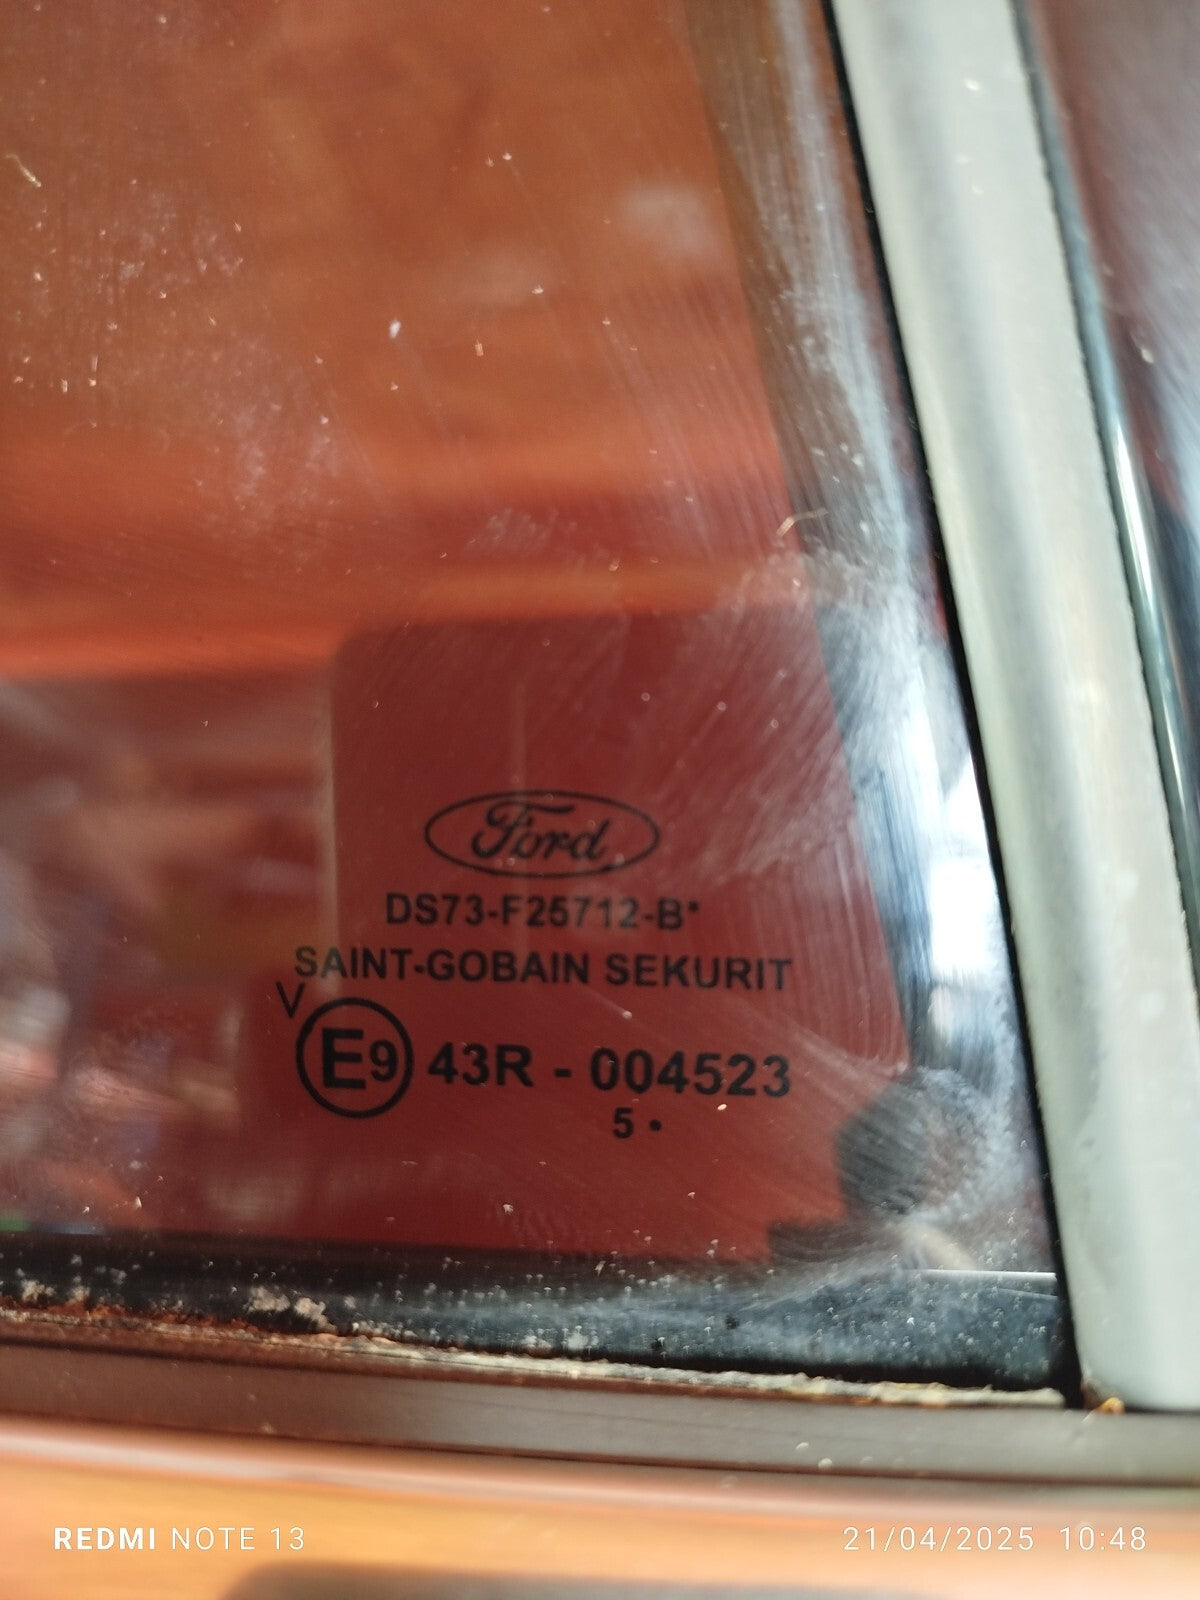 Ford
DS73-F25712-B*
SAINT-GOBAIN SEKURIT
V
E9 43R - 004523
5 •
REDMI NOTE 13
21/04/2025 10:48